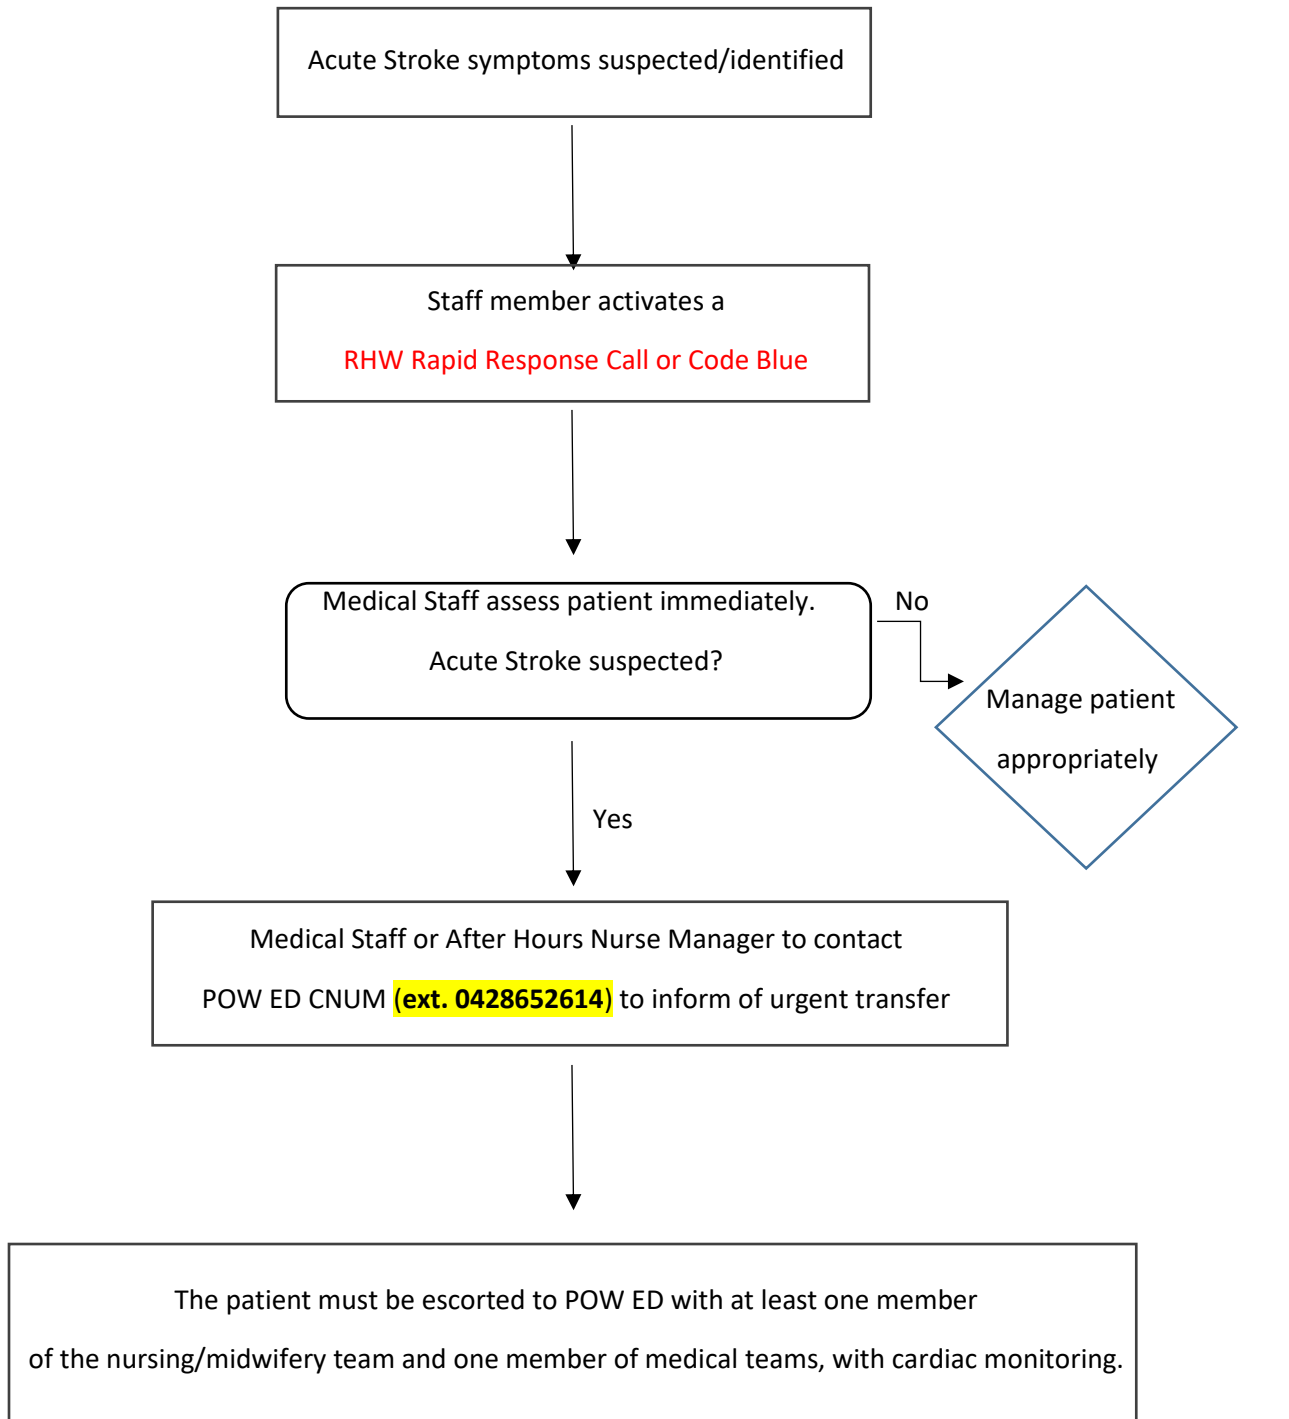 Acute Stroke symptoms suspected/identified
Staff member activates a
RHW Rapid Response Call or Code Blue
Medical Staff assess patient immediately.
Acute Stroke suspected?
No
Manage patient
appropriately
Yes
Medical Staff or After Hours Nurse Manager to contact
POW ED CNUM (ext. 0428652614) to inform of urgent transfer
The patient must be escorted to POW ED with at least one member
of the nursing/midwifery team and one member of medical teams, with cardiac monitoring.